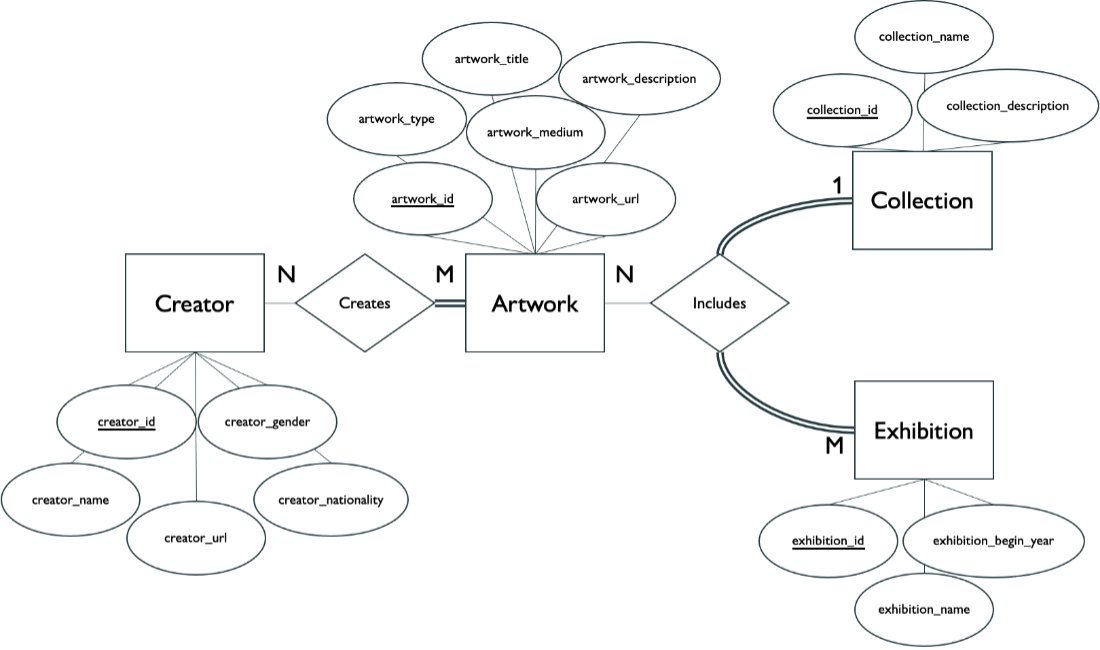 collection_name
artwork_title
artwork_description
collection_id
collection_description
artwork_type
artwork_medium
1
Collection
artwork_id
artwork_url
N
M
N
Creator
Creates
Artwork
Includes
creator_id
creator_gender
M
Exhibition
creator_name
creator_nationality
creator_url
exhibition_id
exhibition_begin_year
exhibition_name